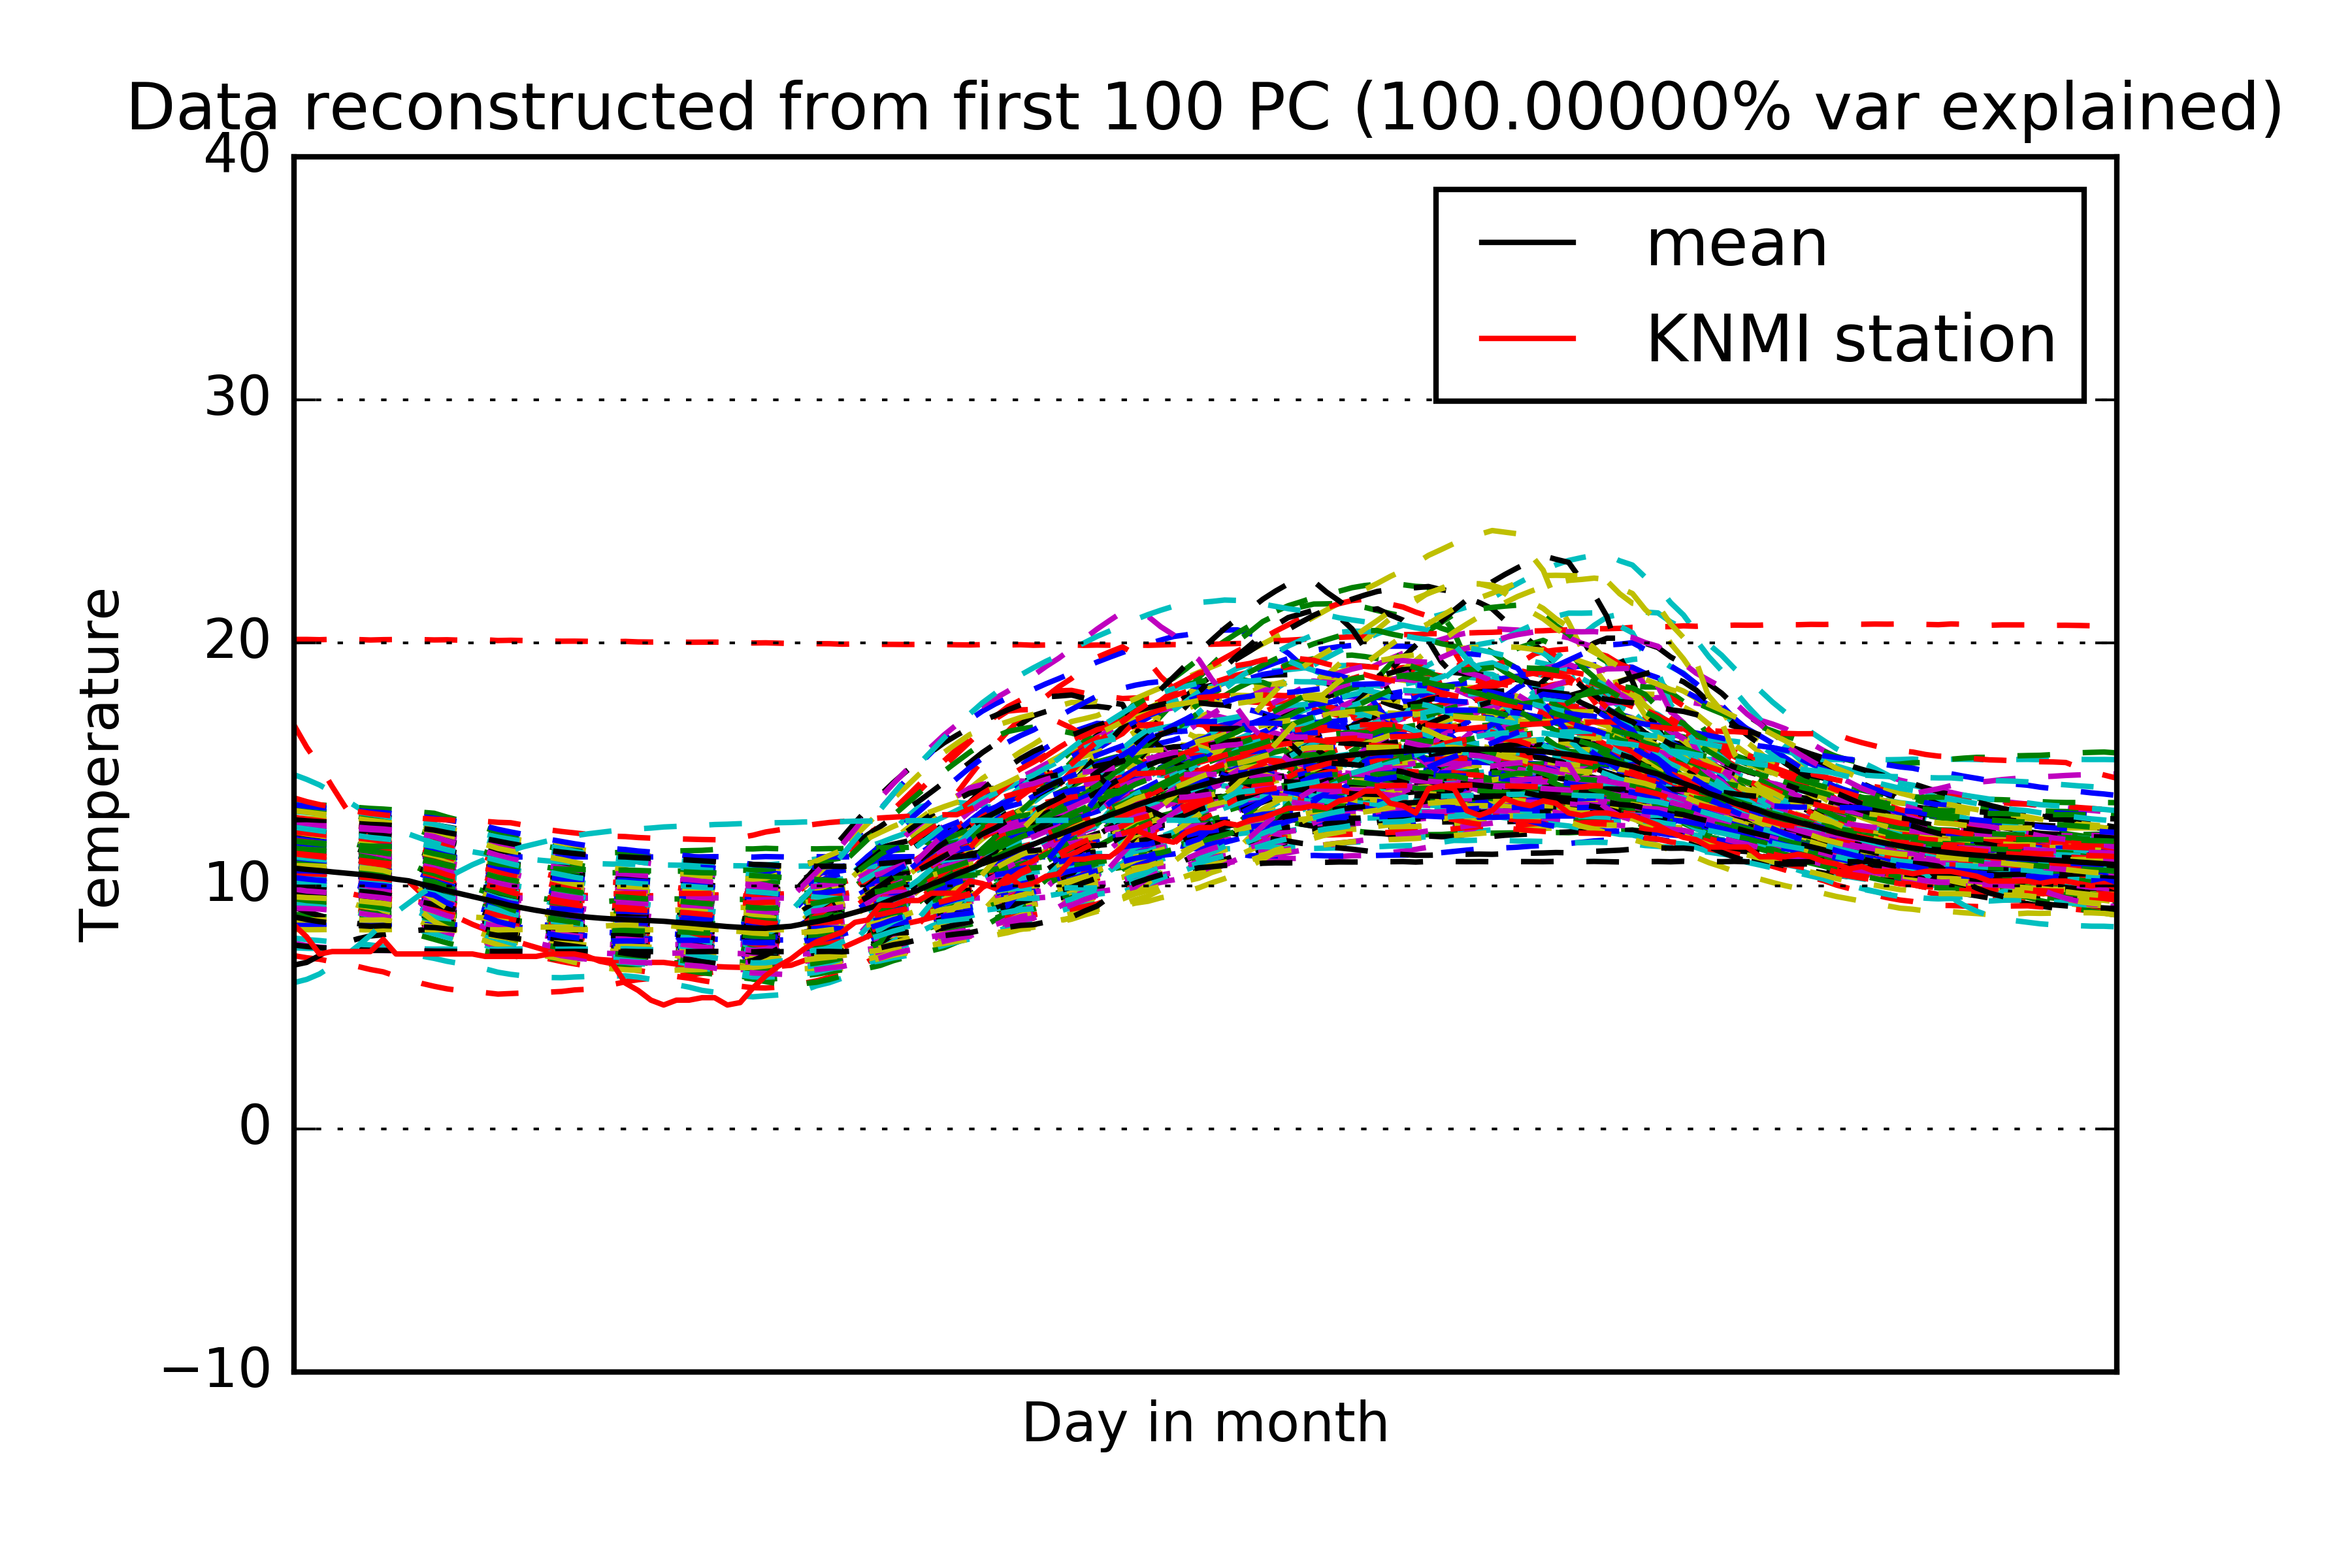 Data reconstructed from first 100 PC (100.00000% var explained)
40
30
20
10
0
−10
Temperature
Day in month
mean
KNMI station